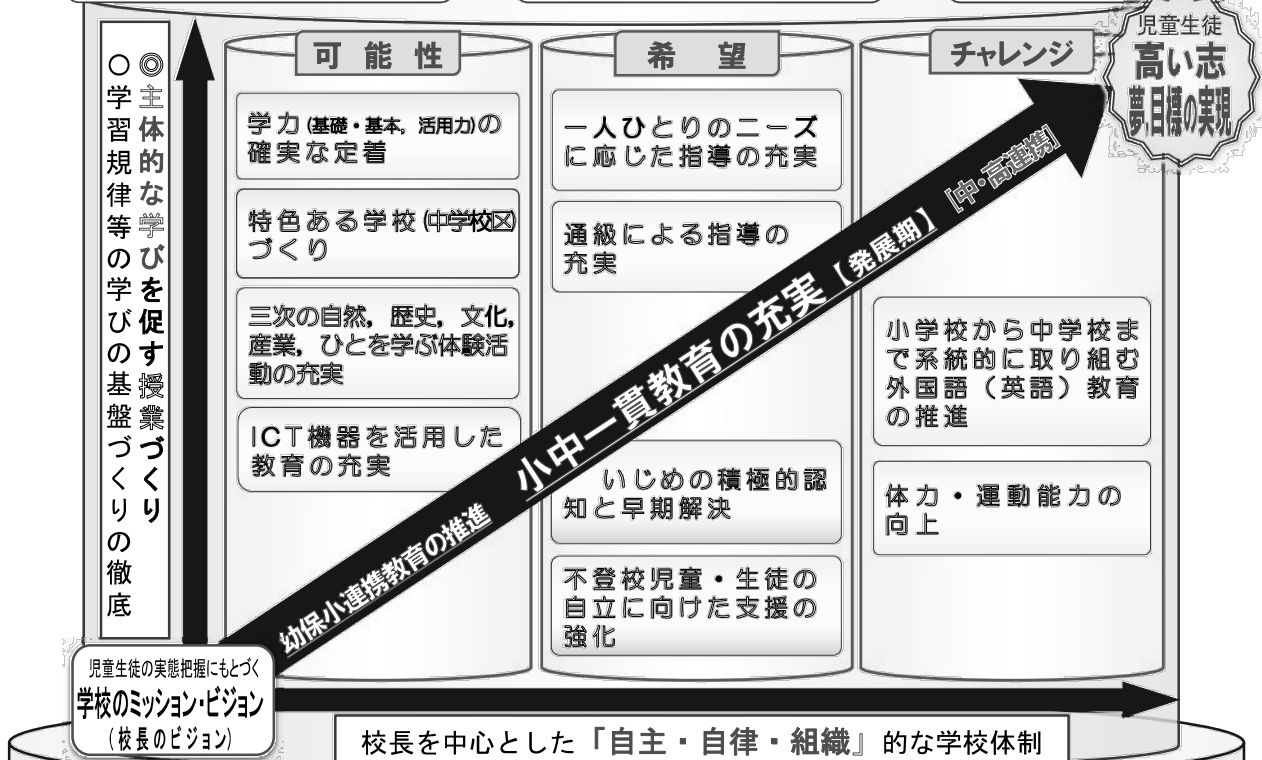 ◎主体的な学びを促す授業づくり
○学習規律等の学びの基盤づくりの徹底
可能性
学力(基礎・基本，活用力)の
確実な定着
特色ある学校(中学校区)
づくり
三次の自然，歴史，文化，
産業，ひとを学ぶ体験活
動の充実
ICT機器を活用した
教育の充実
希望
一人ひとりのニーズ
に応じた指導の充実
通級による指導の
充実
いじめの積極的認
知と早期解決
不登校児童・生徒の
自立に向けた支援の
強化
チャレンジ
小学校から中学校ま
で系統的に取り組む
外国語（英語）教育
の推進
体力・運動能力の
向上
児童生徒
高い志
夢，目標の実現
幼保小連携教育の推進　小中一貫教育の充実【発展期】［中・高連携］
児童生徒の実態把握にもとづく
学校のミッション・ビジョン
（校長のビジョン）
校長を中心とした「自主・自律・組織」的な学校体制